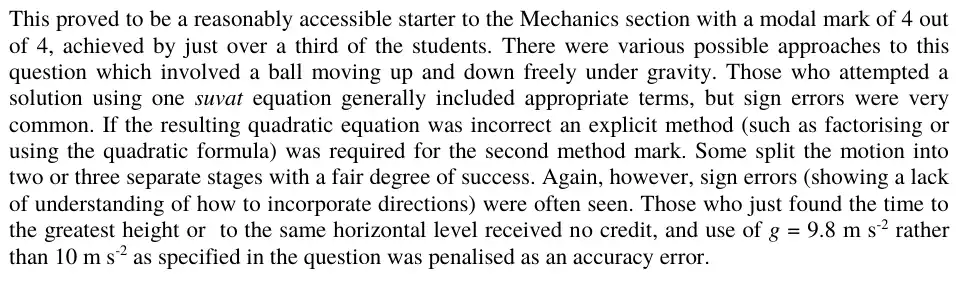 This proved to be a reasonably accessible starter to the Mechanics section with a modal mark of 4 out
of 4, achieved by just over a third of the students. There were various possible approaches to this
question which involved a ball moving up and down freely under gravity. Those who attempted a
solution using one suvat equation generally included appropriate terms, but sign errors were very
common. If the resulting quadratic equation was incorrect an explicit method (such as factorising or
using the quadratic formula) was required for the second method mark. Some split the motion into
two or three separate stages with a fair degree of success. Again, however, sign errors (showing a lack
of understanding of how to incorporate directions) were often seen. Those who just found the time to
the greatest height or to the same horizontal level received no credit, and use of g = 9.8 m s⁻² rather
than 10 m s⁻² as specified in the question was penalised as an accuracy error.